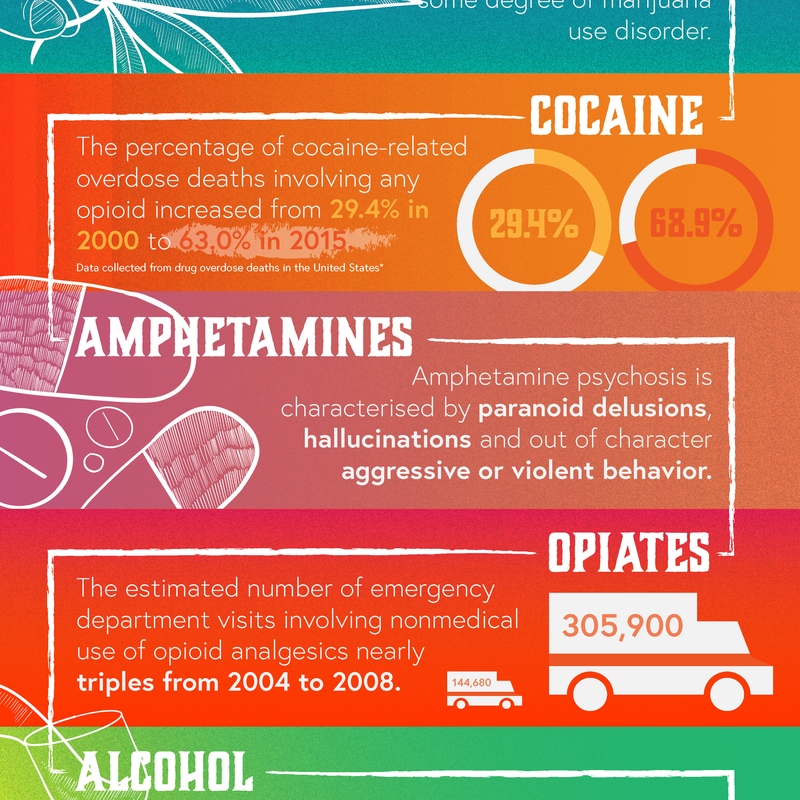 some degree of marijuana
use disorder.
COCAINE
The percentage of cocaine-related
overdose deaths involving any
opioid increased from 29.4% in
2000 to 63.0% in 2015.
Data collected from drug overdose deaths in the United States*
29.4%
68.9%
AMPHETAMINES
Amphetamine psychosis is
characterised by paranoid delusions,
hallucinations and out of character
aggressive or violent behavior.
OPIATES
The estimated number of emergency
department visits involving nonmedical
use of opioid analgesics nearly
triples from 2004 to 2008.
144,680
305,900
ALCOHOL